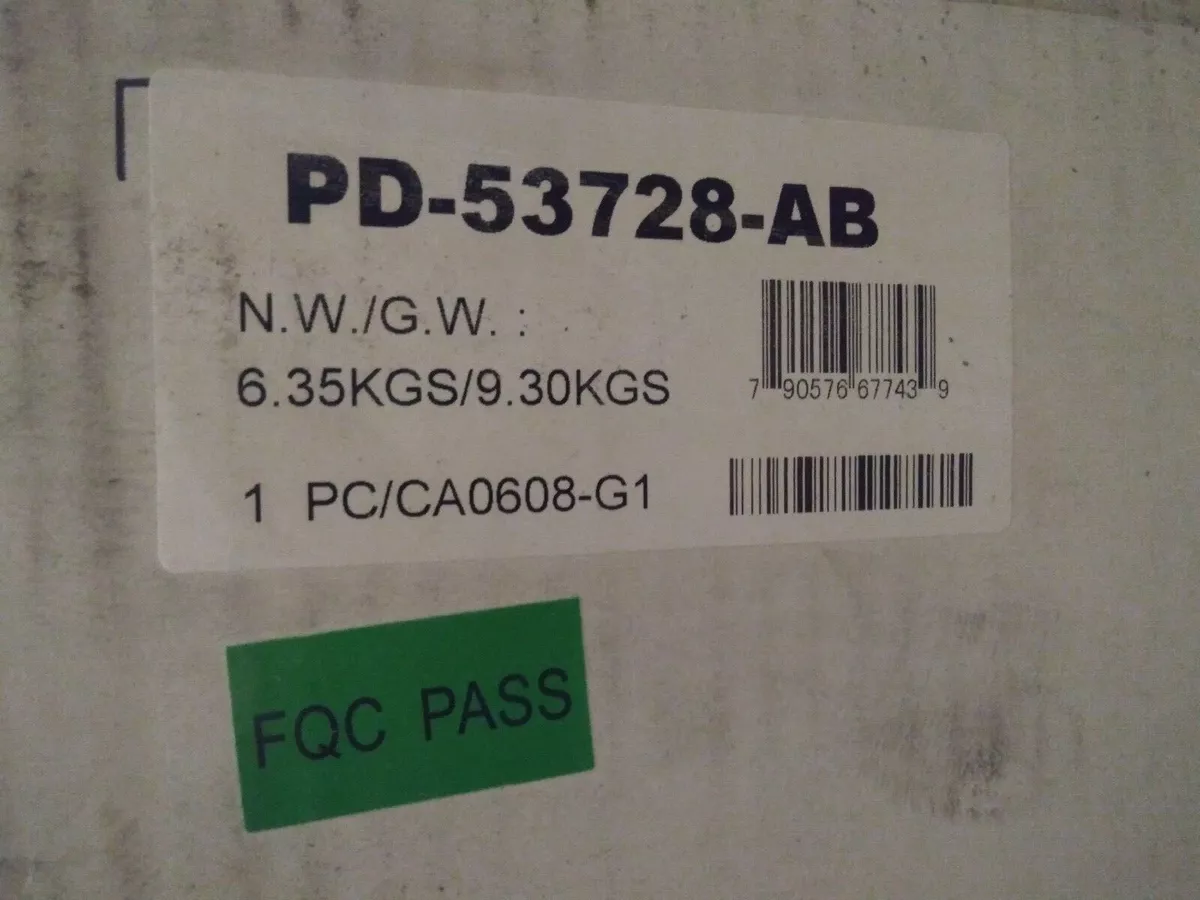 PD-53728-AB
N.W./G.W. :
6.35KGS/9.30KGS
7 90576 67743 9
1 PC/CA0608-G1
FQC PASS